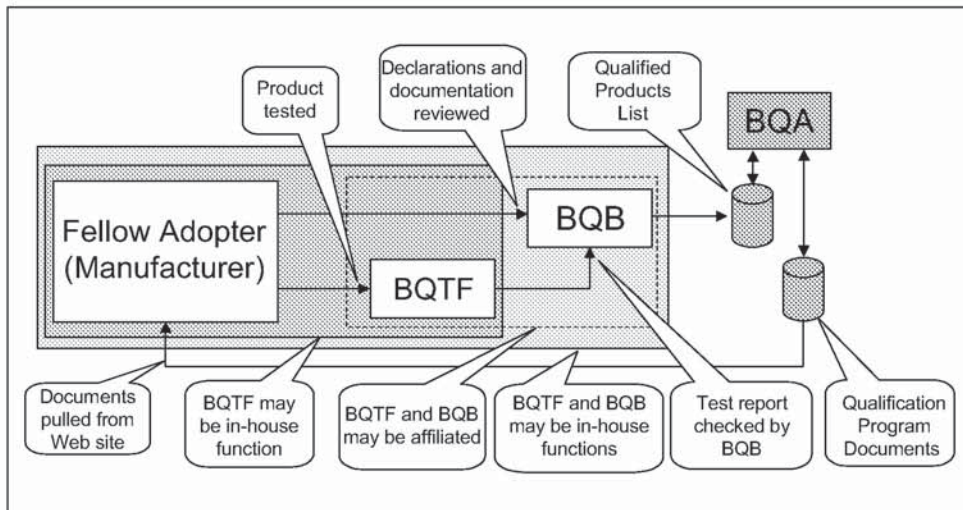 Product
tested
Declarations and
documentation
reviewed
Qualified
Products
List
BQA
Fellow Adopter
(Manufacturer)
BQB
BQTF
Documents
pulled from
Web site
BQTF may
be in-house
function
BQTF and BQB
may be affiliated
BQTF and BQB
may be in-house
functions
Test report
checked by
BQB
Qualification
Program
Documents